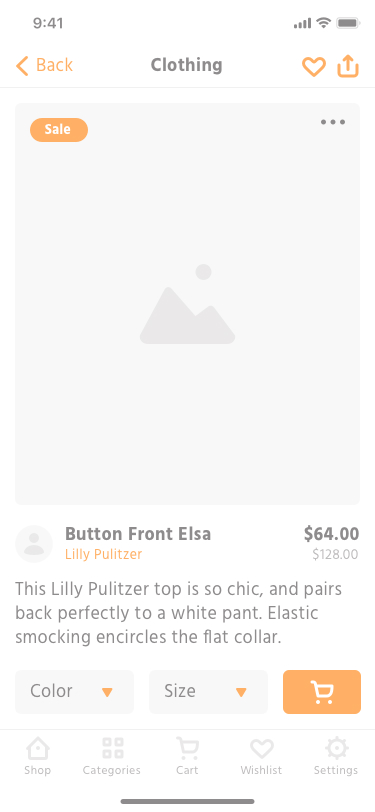 9:41
Back
Clothing
Sale
Button Front Elsa
$64.00
Lilly Pulitzer
$128.00
This Lilly Pulitzer top is so chic, and pairs
back perfectly to a white pant. Elastic
smocking encircles the flat collar.
Color
Size
Shop
Categories
Cart
Wishlist
Settings